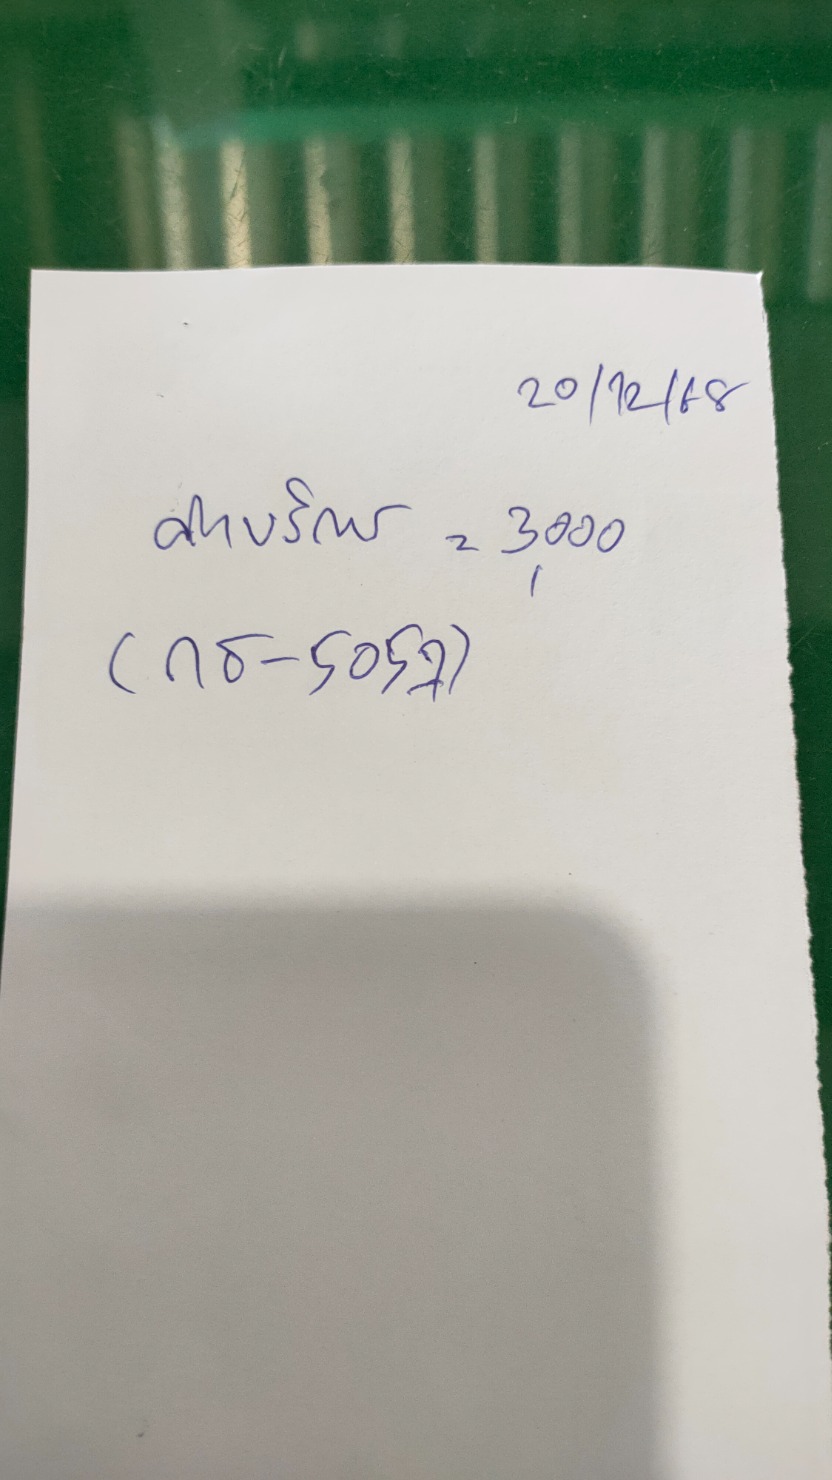 20/12/68
ค่าบริการ = 3,000
(กธ-5057)